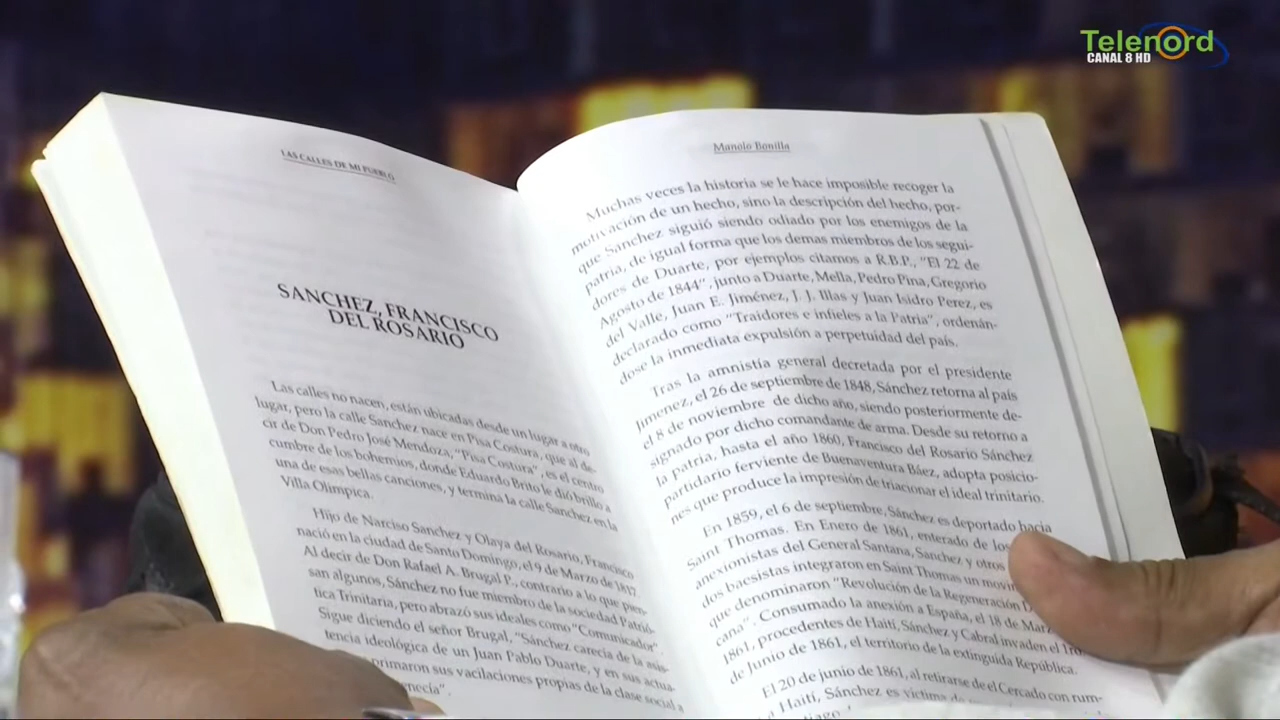 Telenord
CANAL 8 HD
LAS CALLES DE MI PUEBLO
SANCHEZ, FRANCISCO
DEL ROSARIO
Las calles no nacen, están ubicadas desde un lugar a otro
lugar, pero la calle Sanchez nace en Pisa Costura, que al de-
cir de Don Pedro José Mendoza, "Pisa Costura", es el centro
cumbre de los bohemios, donde Eduardo Brito le dió brillo a
una de esas bellas canciones, y termina la calle Sanchez en la
Villa Olimpica.
Hijo de Narciso Sanchez y Olaya del Rosario, Francisco
nació en la ciudad de Santo Domingo, el 9 de Marzo de 1817.
Al decir de Don Rafael A. Brugal P., contrario a lo que pien-
san algunos, Sánchez no fue miembro de la sociedad Patrió-
tica Trinitaria, pero abrazó sus ideales como "Comunicador".
Sigue diciendo el señor Brugal, "Sánchez carecía de la asis-
tencia ideológica de un Juan Pablo Duarte, y en sus actua-
primaron sus vacilaciones propias de la clase social a
necía".
Manolo Bonilla
Muchas veces la historia se le hace imposible recoger la
motivación de un hecho, sino la descripción del hecho, por-
que Sanchez siguió siendo odiado por los enemigos de la
patria, de igual forma que los demas miembros de los segui-
dores de Duarte, por ejemplos citamos a R.B.P., "El 22 de
Agosto de 1844", junto a Duarte, Mella, Pedro Pina, Gregorio
del Valle, Juan E. Jiménez, J. J. Illas y Juan Isidro Perez, es
declarado como "Traidores e infieles a la Patria", ordenán-
dose la inmediata expulsión a perpetuídad del país.
Tras la amnistía general decretada por el presidente
Jimenez, el 26 de septiembre de 1848, Sánchez retorna al país
el 8 de noviembre de dicho año, siendo posteriormente de-
signado por dicho comandante de arma. Desde su retorno a
la patria, hasta el año 1860, Francisco del Rosario Sánchez
partidario ferviente de Buenaventura Báez, adopta posicio-
nes que produce la impresión de triacionar el ideal trinitario.
En 1859, el 6 de septiembre, Sánchez es deportado hacia
Saint Thomas. En Enero de 1861, enterado de los
anexionistas del General Santana, Sanchez y otros
dos bacsistas integraron en Saint Thomas un movi
que denominaron "Revolución de la Regeneración D
cana". Consumado la anexión a España, el 18 de Marz
1861, procedentes de Haití, Sánchez y Cabral invaden el 1ro
de Junio de 1861, el territorio de la extinguida República.
El 20 de junio de 1861, al retirarse de el Cercado con rum-
Haití, Sánchez es victima de